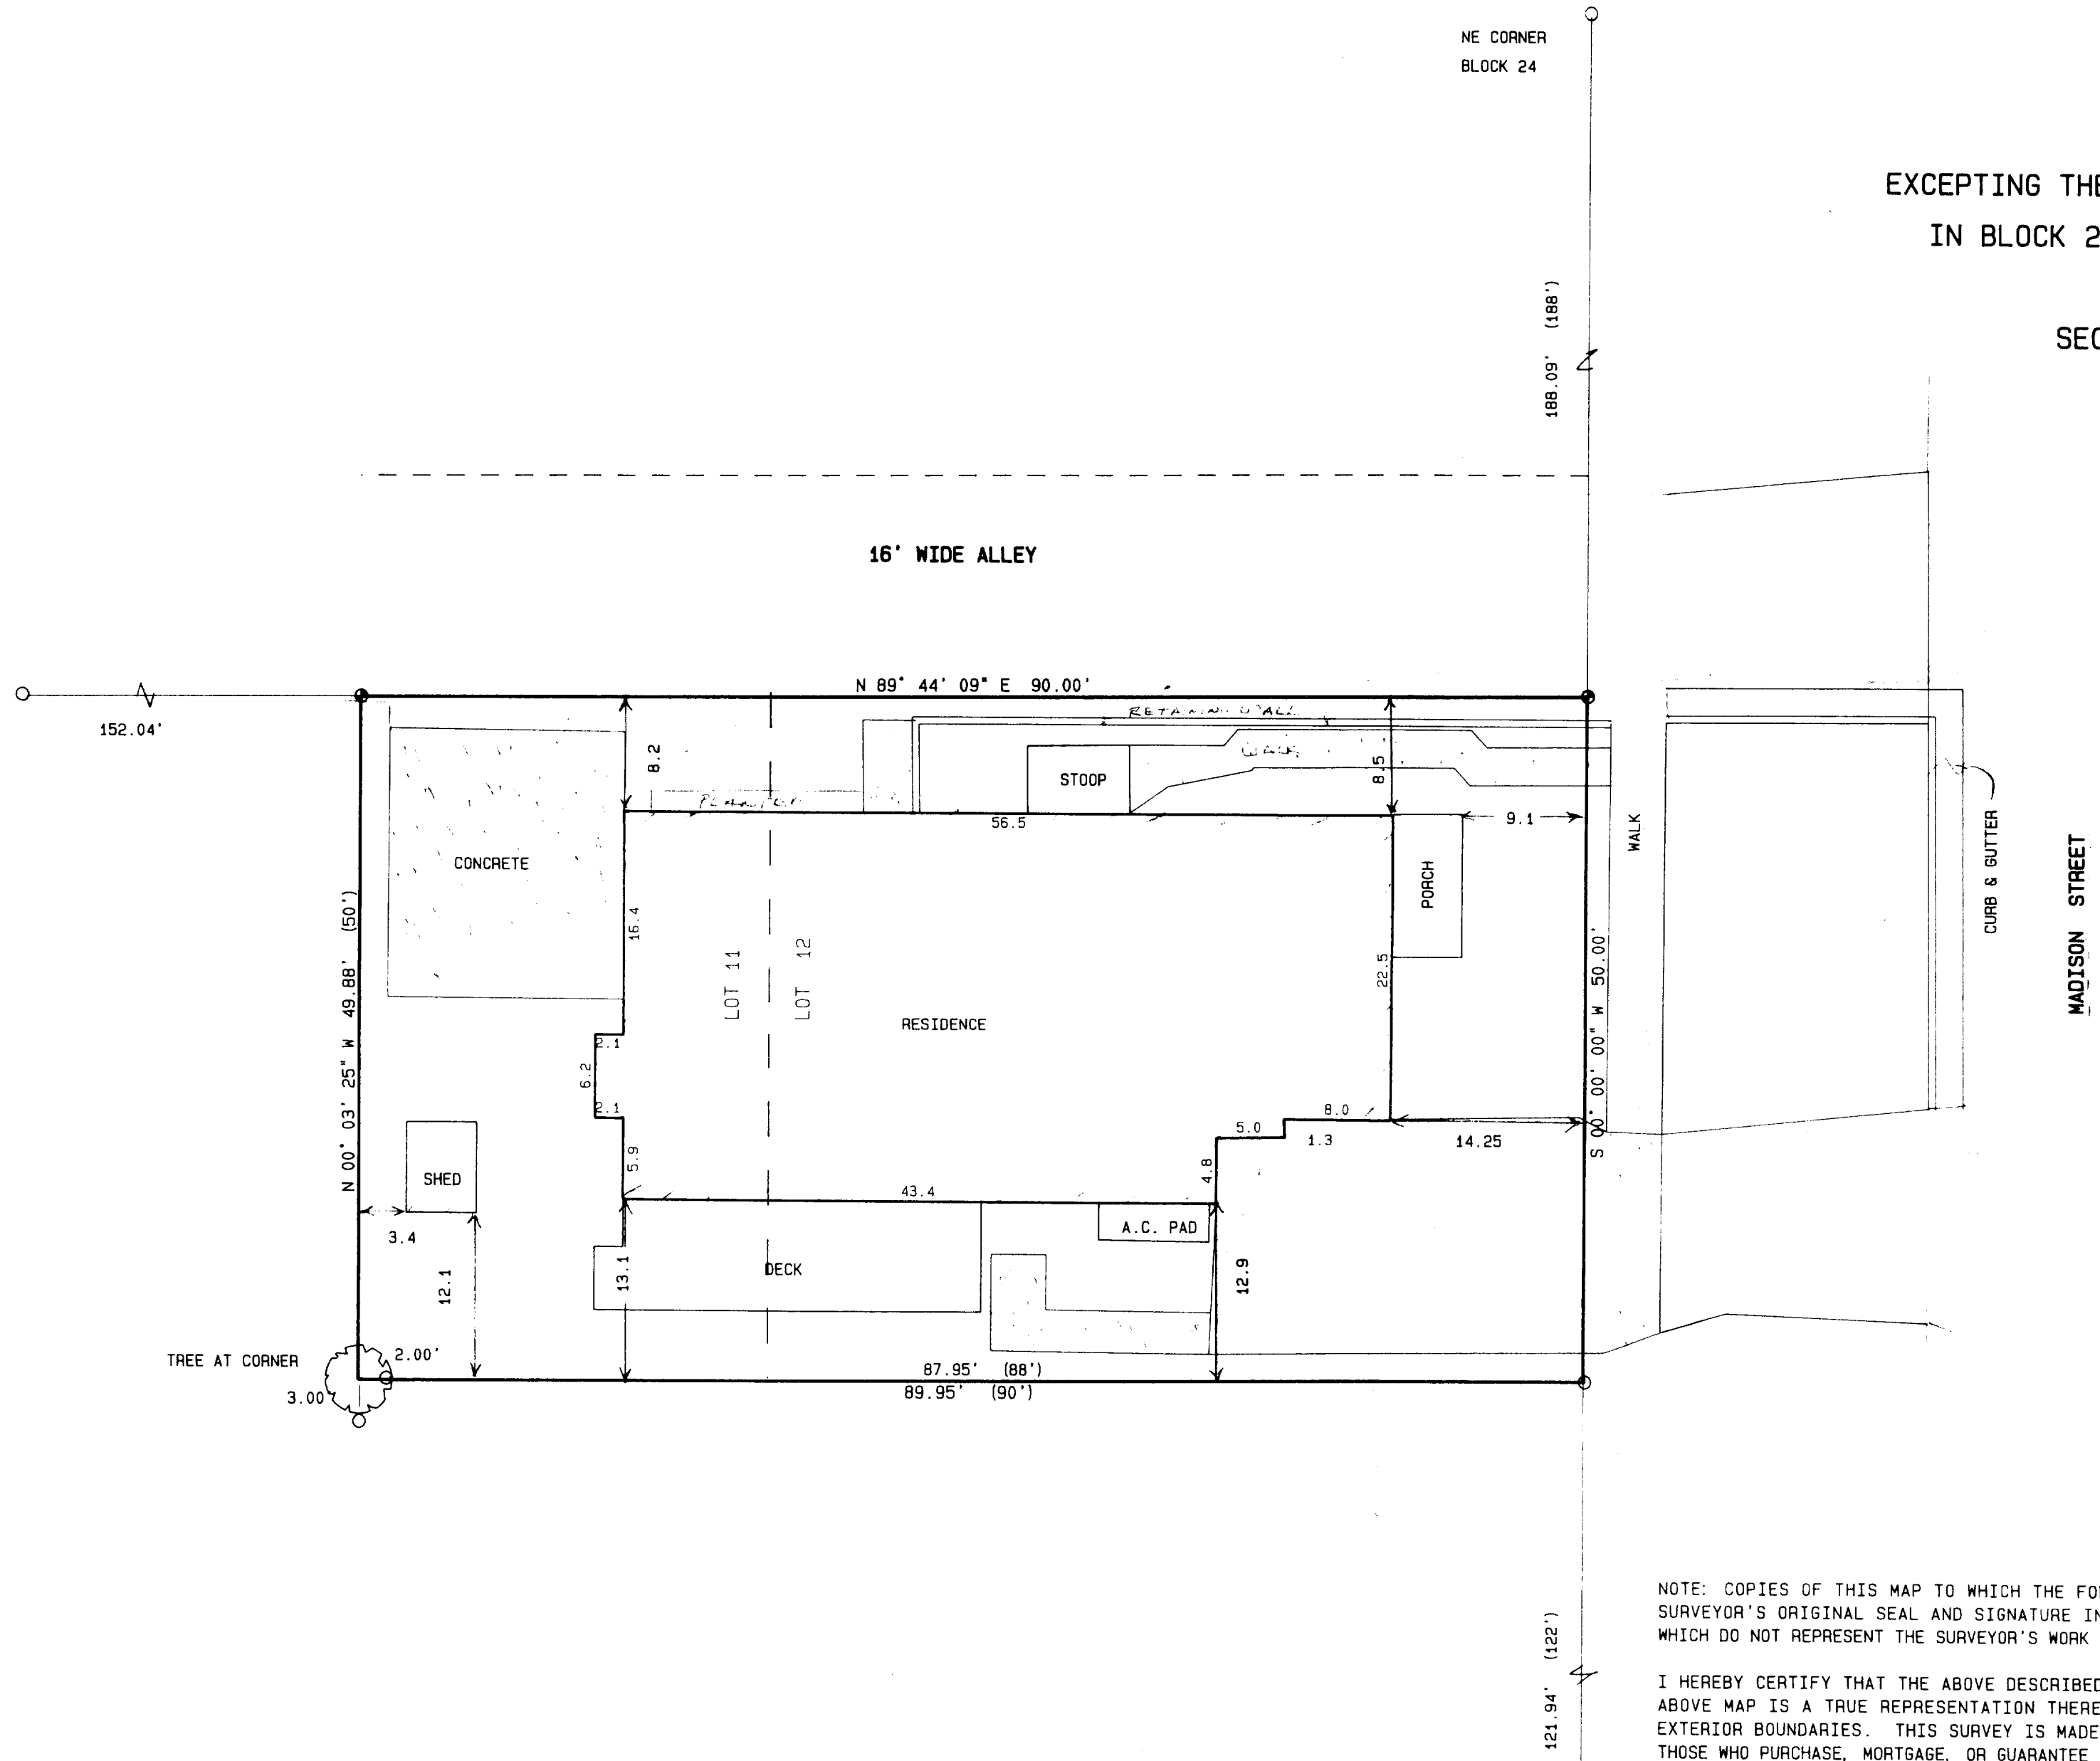 NE CORNER
BLOCK 24
EXCEPTING THE
IN BLOCK 2
SEC
188.09' (188')
16' WIDE ALLEY
N 89° 44' 09" E 90.00'
152.04'
RETAINING WALL
WALK
8.2
STOOP
8.5
PLANTER
56.5
9.1
WALK
CURB & GUTTER
MADISON STREET
CONCRETE
PORCH
16.4
N 00° 03' 25" W 49.88' (50')
LOT 11
LOT 12
22.5
S 00° 00' 00" W 50.00'
RESIDENCE
2.1
6.2
2.1
8.0
5.0
1.3
14.25
5.9
4.8
SHED
43.4
3.4
A.C. PAD
12.1
13.1
DECK
12.9
TREE AT CORNER
2.00'
87.95' (88')
3.00
89.95' (90')
121.94' (122')
NOTE: COPIES OF THIS MAP TO WHICH THE FO
SURVEYOR'S ORIGINAL SEAL AND SIGNATURE IN
WHICH DO NOT REPRESENT THE SURVEYOR'S WORK
I HEREBY CERTIFY THAT THE ABOVE DESCRIBED
ABOVE MAP IS A TRUE REPRESENTATION THERE
EXTERIOR BOUNDARIES. THIS SURVEY IS MADE
THOSE WHO PURCHASE, MORTGAGE, OR GUARANTEE